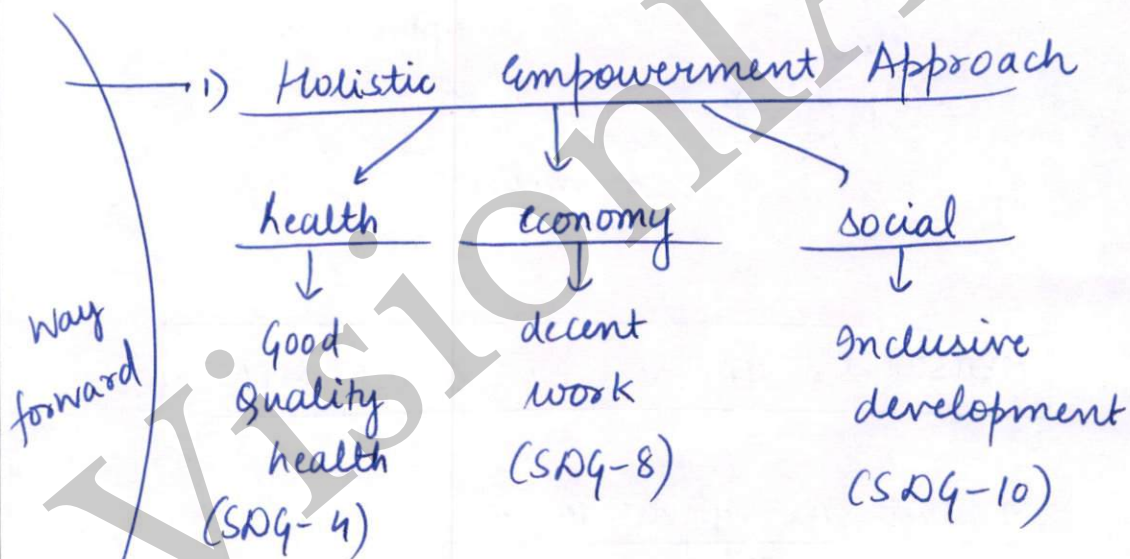 1) Holistic Empowerment Approach
health economy social
Way forward
Good Quality health (SDG-4)
decent work (SDG-8)
Inclusive development (SDG-10)
Vision